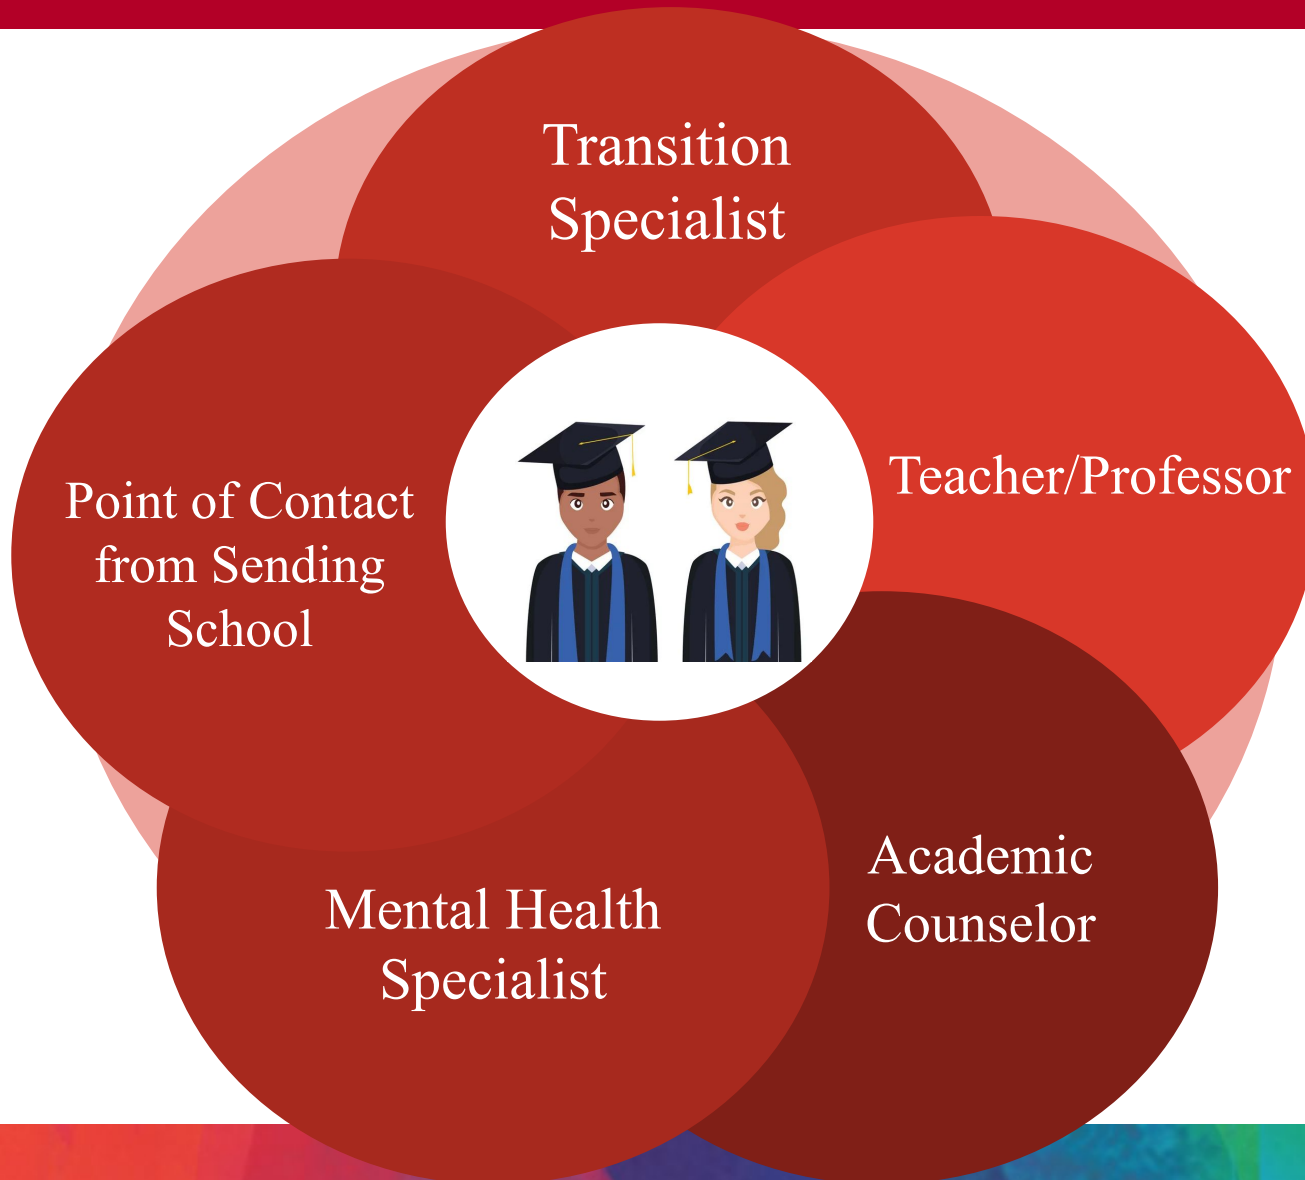 Transition
Specialist
Teacher/Professor
Point of Contact
from Sending
School
Academic
Counselor
Mental Health
Specialist